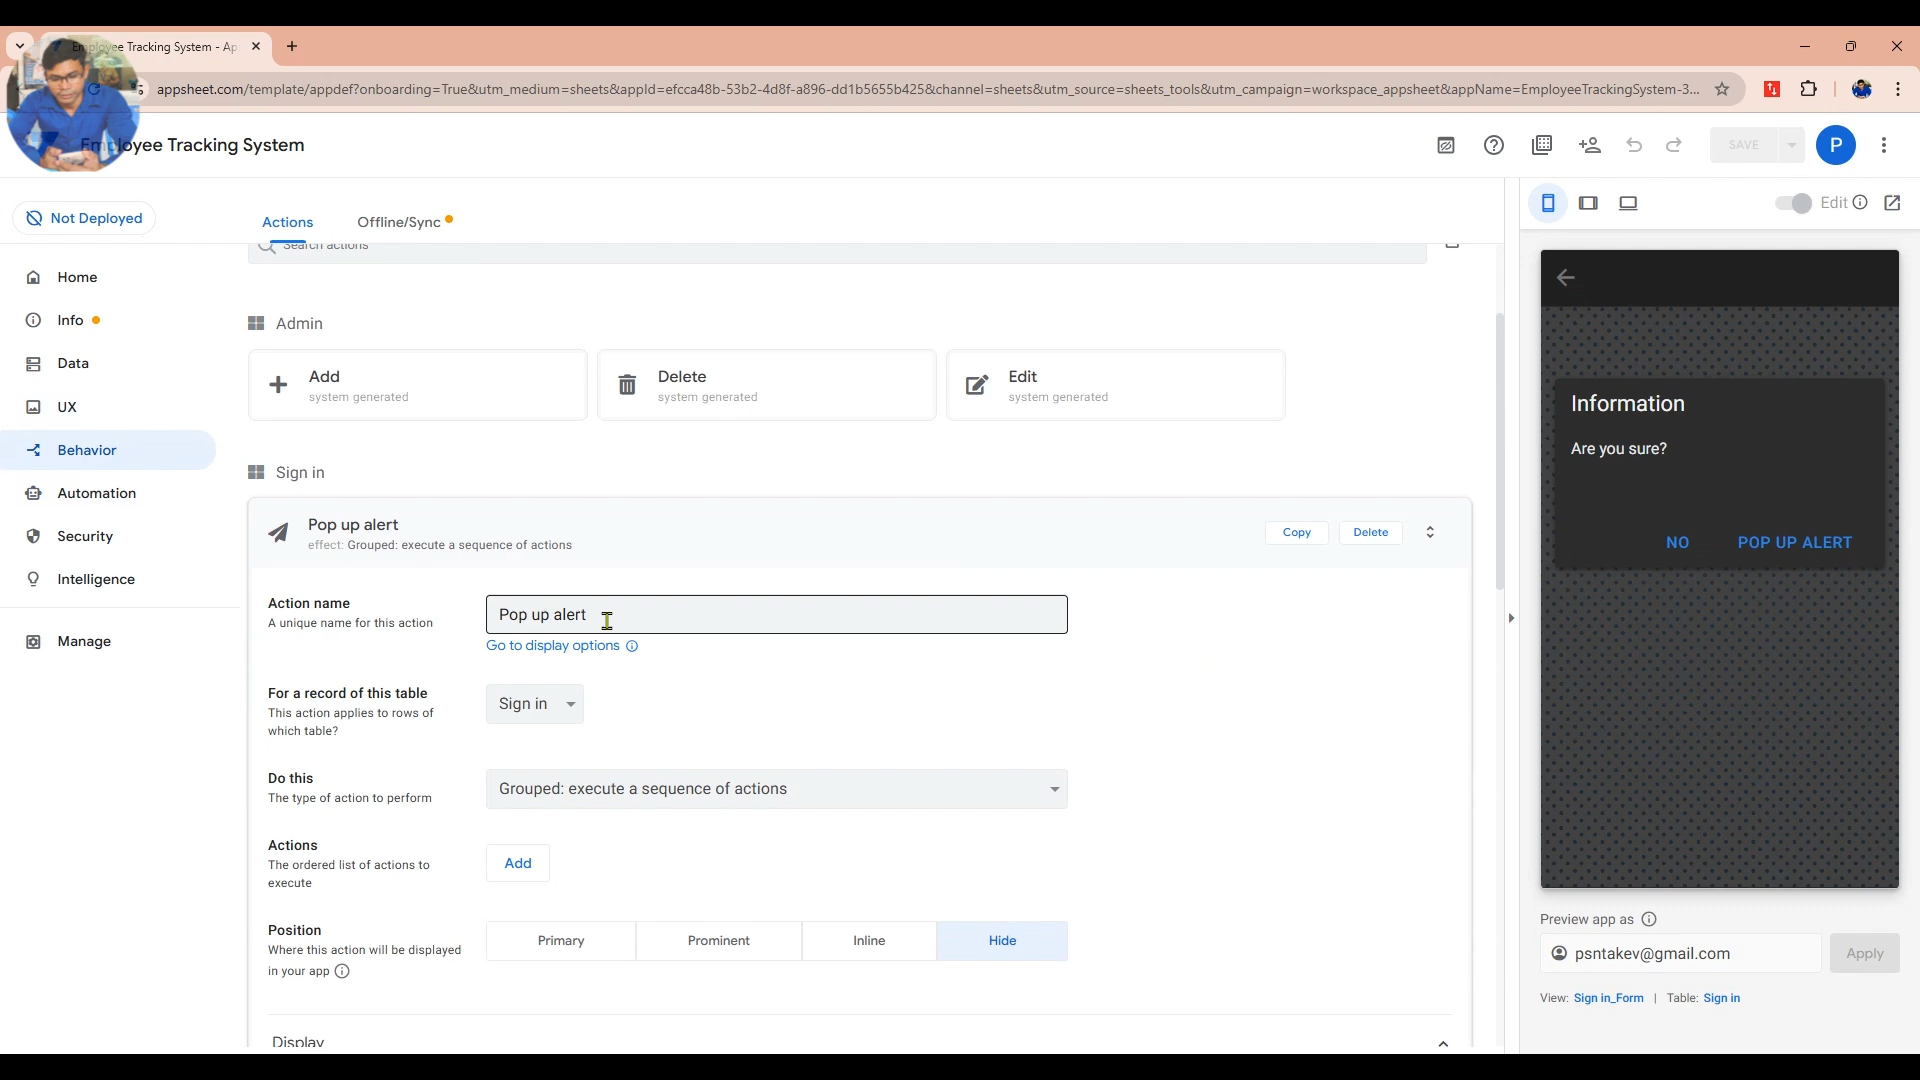 Employee Tracking System - Ap
appsheet.com/template/appdef?onboarding=True&utm_medium=sheets&appId=efcca48b-53b2-4d8f-a896-dd1b5655b425&channel=sheets&utm_source=sheets_tools&utm_campaign=workspace_appsheet&appName=EmployeeTrackingSystem-3...
Employee Tracking System
SAVE
P
Not Deployed
Actions
Offline/Sync
Edit
Search actions
Home
Info
Data
UX
Behavior
Automation
Security
Intelligence
Manage
Admin
Add
system generated
Delete
system generated
Edit
system generated
Sign in
Pop up alert
effect: Grouped: execute a sequence of actions
Copy
Delete
Action name
A unique name for this action
Pop up alert
Go to display options
For a record of this table
This action applies to rows of
which table?
Sign in
Do this
The type of action to perform
Grouped: execute a sequence of actions
Actions
The ordered list of actions to
execute
Add
Position
Where this action will be displayed
in your app
Primary
Prominent
Inline
Hide
Display
Information
Are you sure?
NO
POP UP ALERT
Preview app as
psntakev@gmail.com
Apply
View: Sign in_Form | Table: Sign in